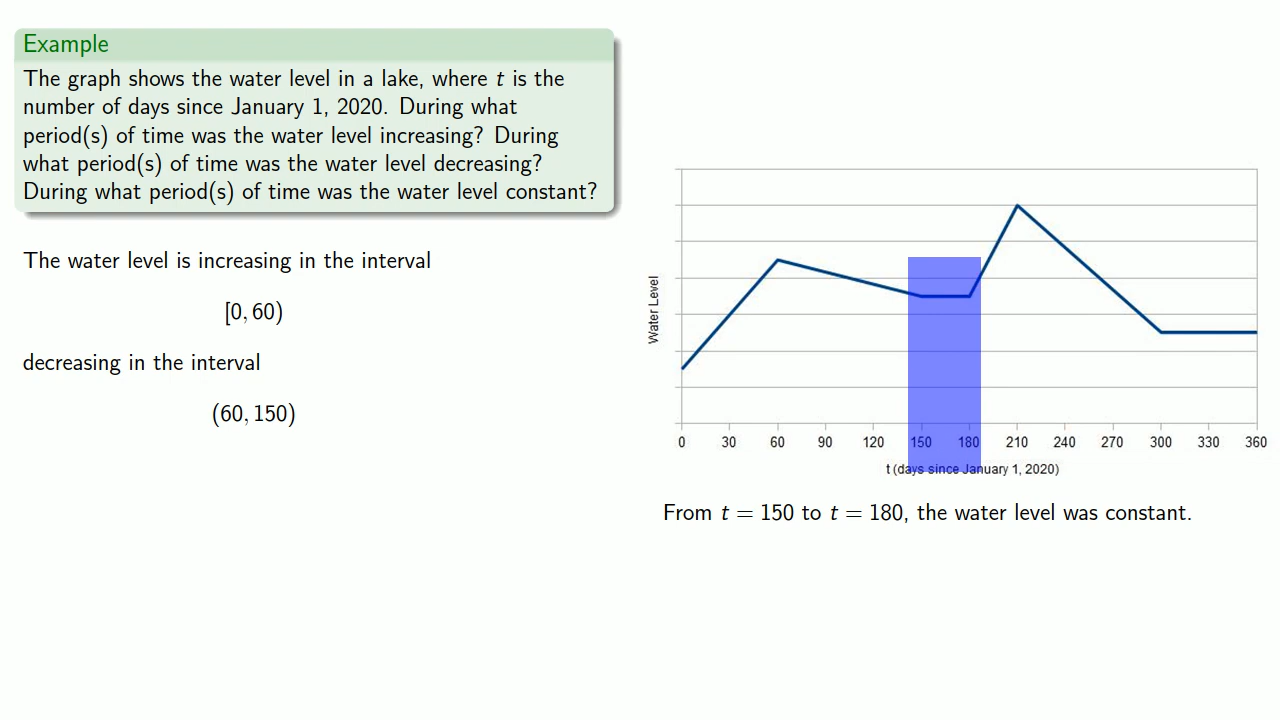 Example
The graph shows the water level in a lake, where t is the
number of days since January 1, 2020. During what
period(s) of time was the water level increasing? During
what period(s) of time was the water level decreasing?
During what period(s) of time was the water level constant?
The water level is increasing in the interval
[0, 60)
decreasing in the interval
(60, 150)
Water Level
0 30 60 90 120 150 180 210 240 270 300 330 360
t (days since January 1, 2020)
From t = 150 to t = 180, the water level was constant.